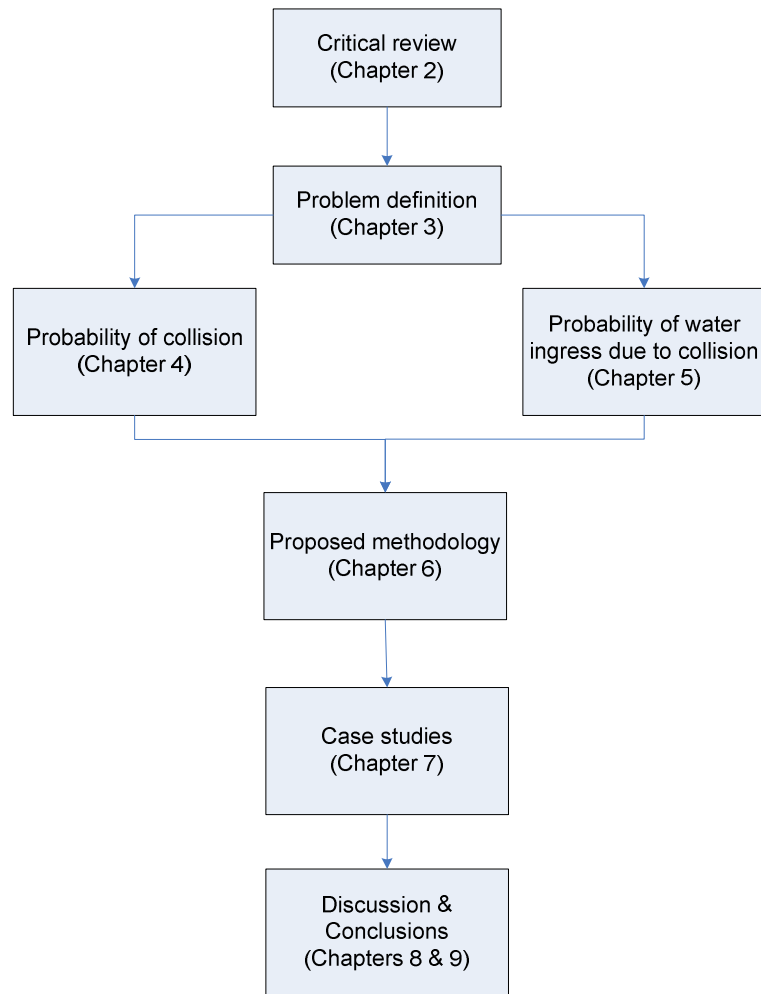 Critical review
(Chapter 2)
Problem definition
(Chapter 3)
Probability of collision
(Chapter 4)
Probability of water
ingress due to collision
(Chapter 5)
Proposed methodology
(Chapter 6)
Case studies
(Chapter 7)
Discussion &
Conclusions
(Chapters 8 & 9)